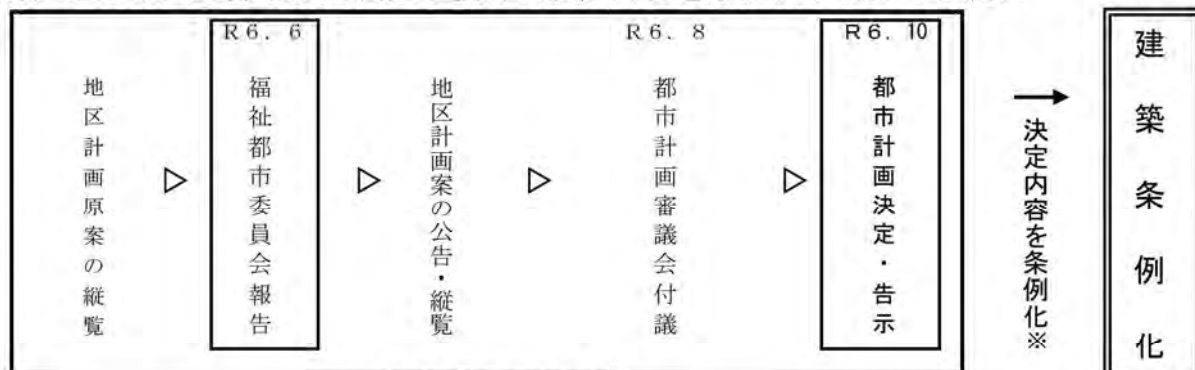 地区計画原案の縦覧
▷
R6.6
福祉都市委員会報告
▷
地区計画案の公告・縦覧
▷
R6.8
都市計画審議会付議
▷
R6.10
都市計画決定・告示
→
決定内容を条例化※
建築条例化